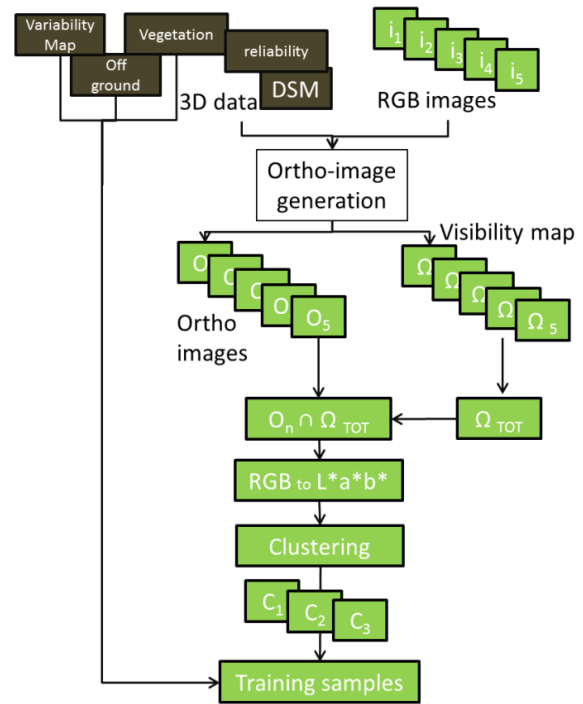 Variability
Map
Vegetation
Off
ground
reliability
DSM
3D data
i1
i2
i3
i4
i5
RGB images
Ortho-image
generation
Visibility map
O
O
O5
Ortho
images
Ω
Ω
Ω
Ω
Ω 5
On ∩ Ω TOT
Ω TOT
RGB to L*a*b*
Clustering
C1
C2
C3
Training samples